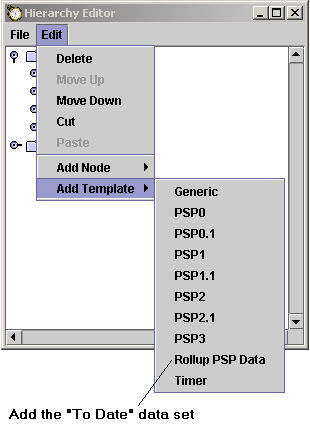 Hierarchy Editor
File Edit
Delete
Move Up
Move Down
Cut
Paste
Add Node
Add Template
Generic
PSP0
PSP0.1
PSP1
PSP1.1
PSP2
PSP2.1
PSP3
Rollup PSP Data
Timer
Add the "To Date" data set